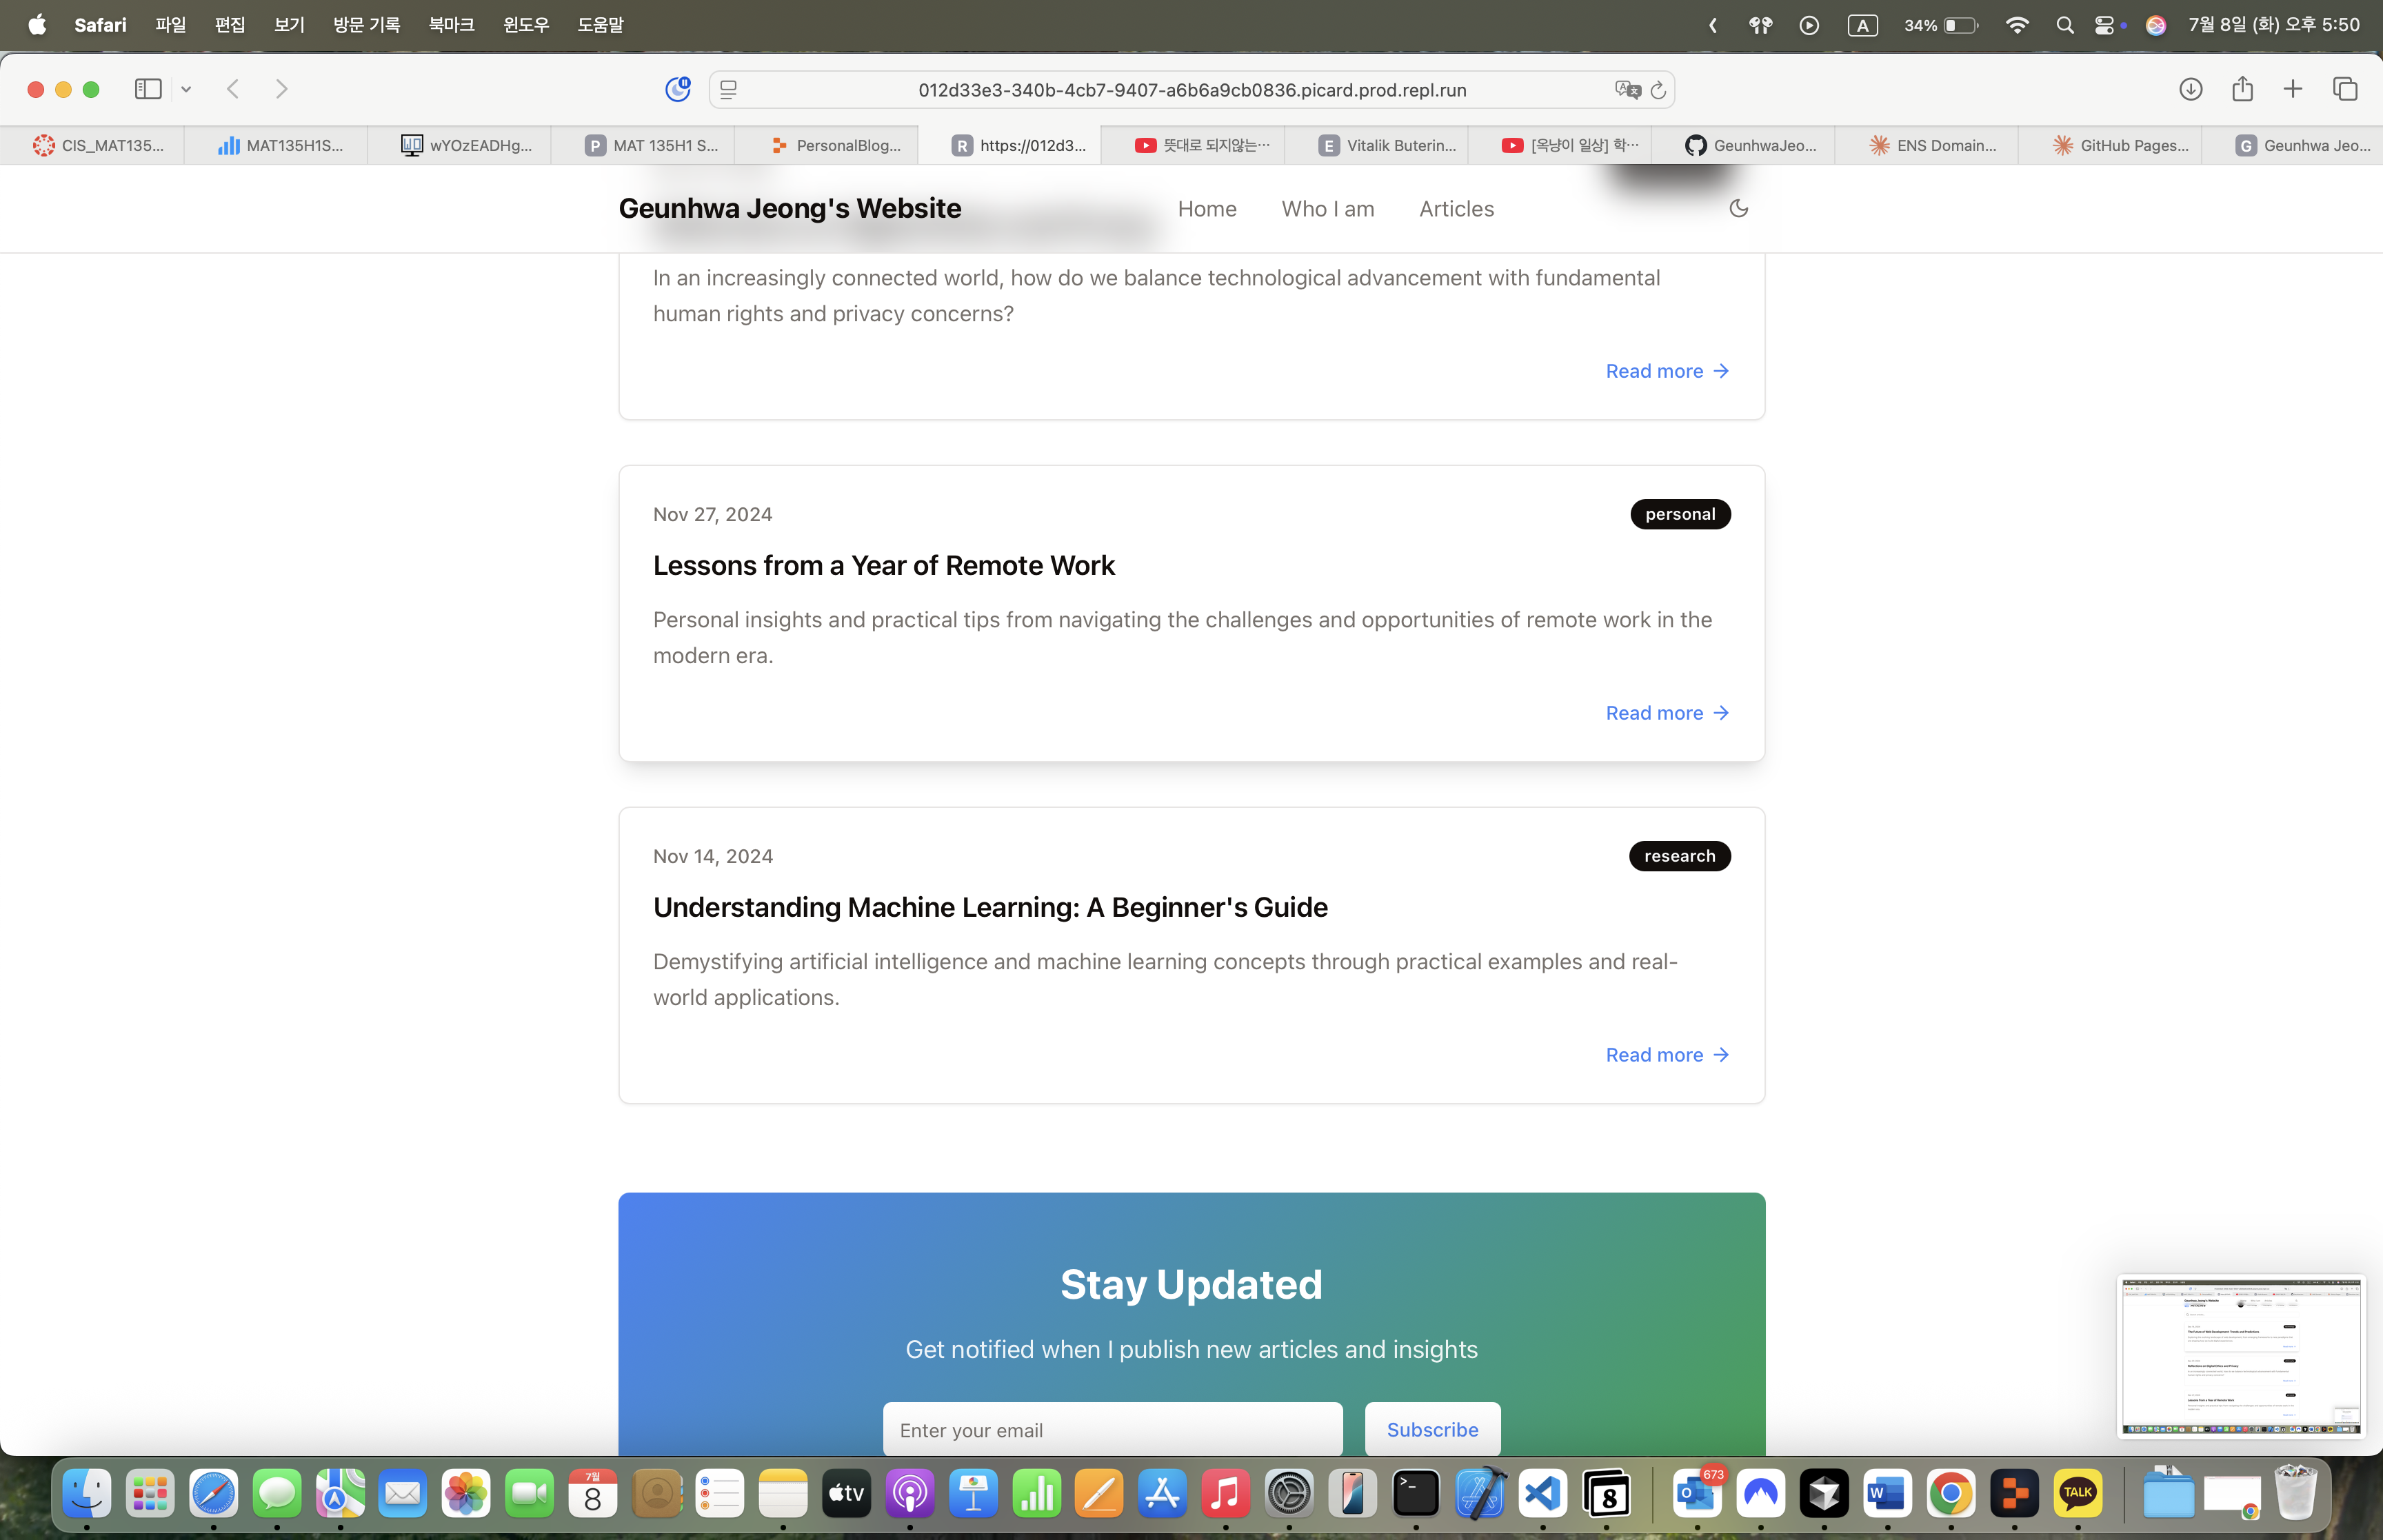 Safari 파일 편집 보기 방문 기록 북마크 윈도우 도움말
A 34% 7월 8일 (화) 오후 5:50
012d33e3-340b-4cb7-9407-a6b6a9cb0836.picard.prod.repl.run
CIS_MAT135... MAT135H1S... wYOzEADHg... P MAT 135H1 S... PersonalBlog... R https://012d3... 뜻대로 되지않는… E Vitalik Buterin... [옥냥이 일상] 학… GeunhwaJeo... ENS Domain... GitHub Pages... G Geunhwa Jeo...
Geunhwa Jeong's Website Home Who I am Articles
In an increasingly connected world, how do we balance technological advancement with fundamental
human rights and privacy concerns?
Read more →
Nov 27, 2024 personal
Lessons from a Year of Remote Work
Personal insights and practical tips from navigating the challenges and opportunities of remote work in the
modern era.
Read more →
Nov 14, 2024 research
Understanding Machine Learning: A Beginner's Guide
Demystifying artificial intelligence and machine learning concepts through practical examples and real-
world applications.
Read more →
Stay Updated
Get notified when I publish new articles and insights
Enter your email Subscribe
7월
8 tv 8 673 TALK